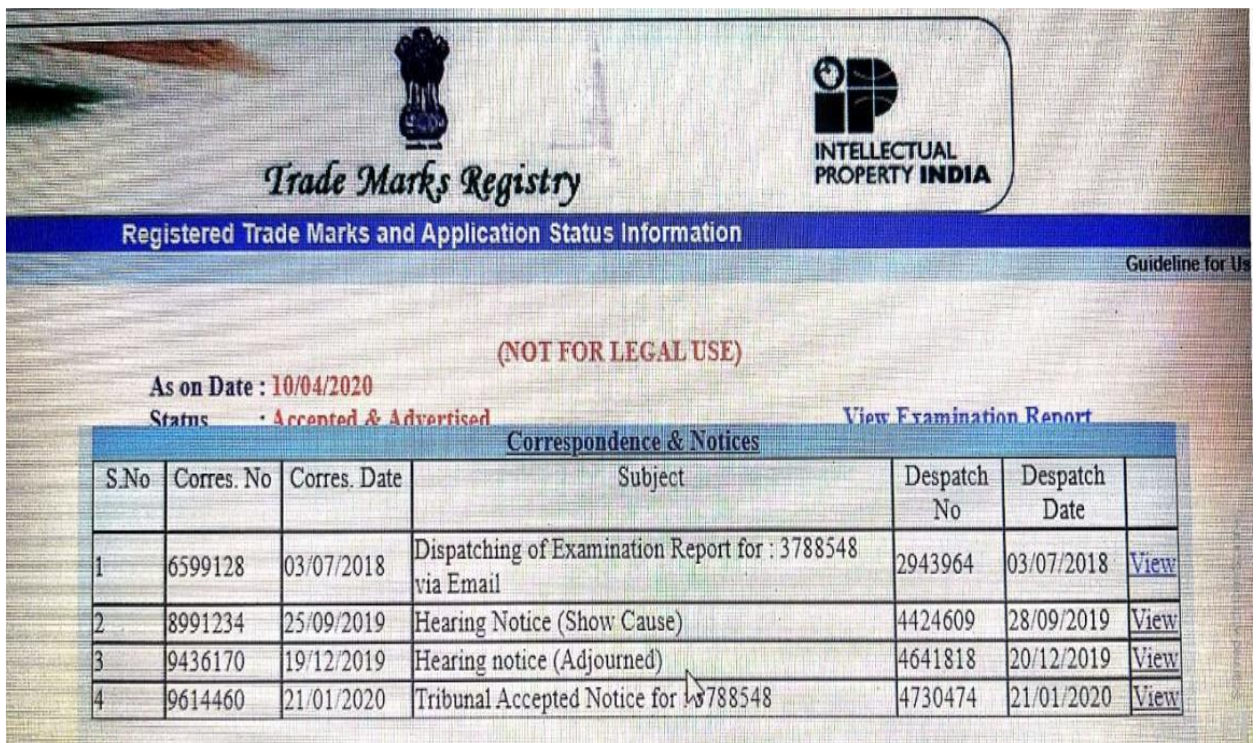 Trade Marks Registry
INTELLECTUAL
PROPERTY INDIA
Registered Trade Marks and Application Status Information
Guideline for Us
(NOT FOR LEGAL USE)
As on Date : 10/04/2020
Status : Accepted & Advertised View Examination Report
Correspondence & Notices
S.No Corres. No Corres. Date Subject Despatch No Despatch Date
1 6599128 03/07/2018 Dispatching of Examination Report for : 3788548 via Email 2943964 03/07/2018 View
2 8991234 25/09/2019 Hearing Notice (Show Cause) 4424609 28/09/2019 View
3 9436170 19/12/2019 Hearing notice (Adjourned) 4641818 20/12/2019 View
4 9614460 21/01/2020 Tribunal Accepted Notice for 3788548 4730474 21/01/2020 View